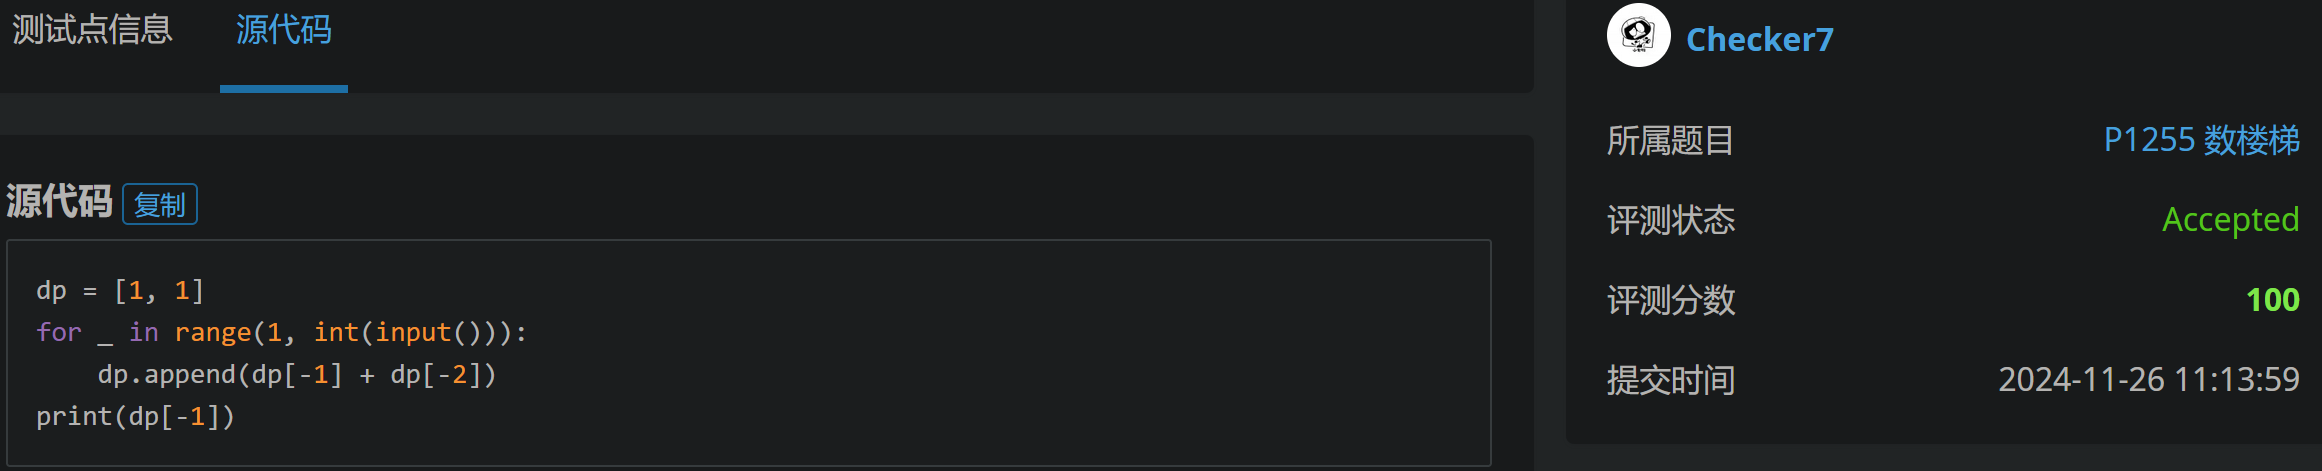 测试点信息 源代码
源代码 复制
dp = [1, 1]
for _ in range(1, int(input())):
    dp.append(dp[-1] + dp[-2])
print(dp[-1])
Checker7
所属题目 P1255 数楼梯
评测状态 Accepted
评测分数 100
提交时间 2024-11-26 11:13:59